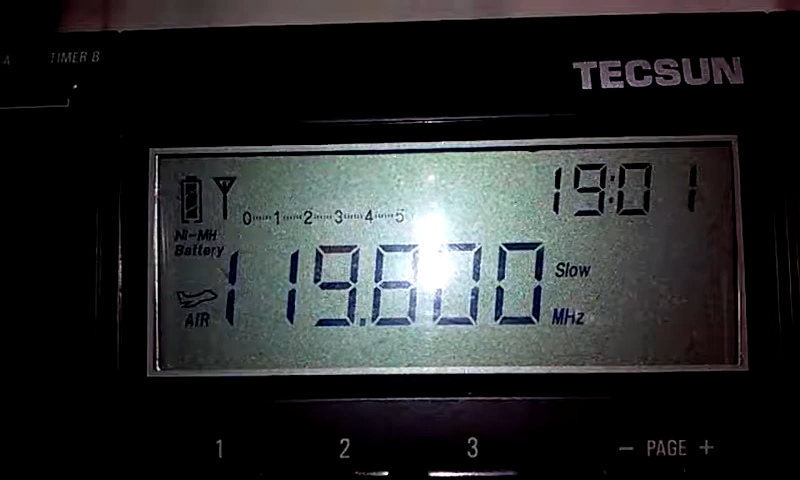 A TIMER B
TECSUN
19:01
0 1 2 3 4 5
Ni-MH
Battery
119.800 Slow
AIR MHz
1 2 3 − PAGE +